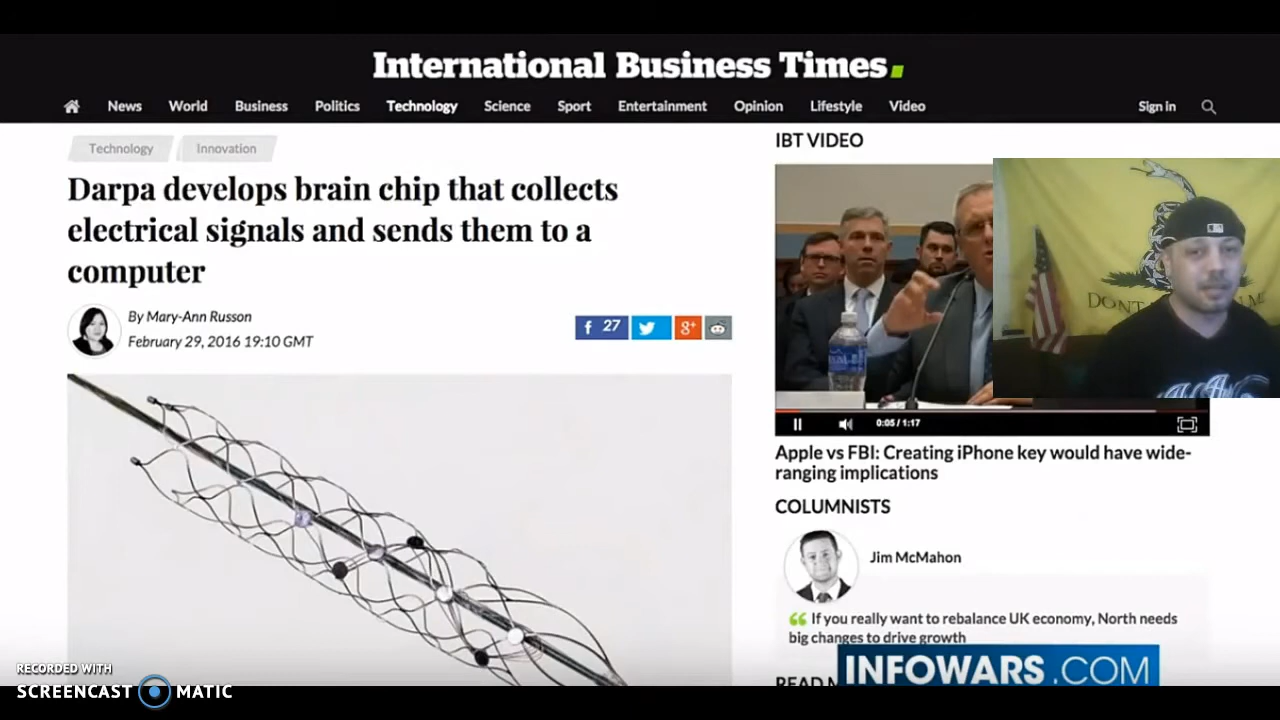 International Business Times
News World Business Politics Technology Science Sport Entertainment Opinion Lifestyle Video Sign in
Technology Innovation
Darpa develops brain chip that collects
electrical signals and sends them to a
computer
By Mary-Ann Russon
February 29, 2016 19:10 GMT
f 27 g+
IBT VIDEO
DONT
0:05 / 1:17
Apple vs FBI: Creating iPhone key would have wide-
ranging implications
COLUMNISTS
Jim McMahon
If you really want to rebalance UK economy, North needs
big changes to drive growth
READ
INFOWARS.COM
RECORDED WITH
SCREENCAST MATIC